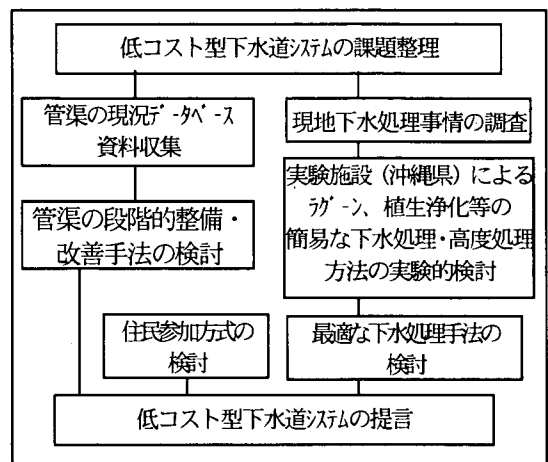 低コスト型下水道ｼｽﾃﾑの課題整理
管渠の現況ﾃﾞｰﾀﾍﾞｰｽ
資料収集
現地下水処理事情の調査
管渠の段階的整備・
改善手法の検討
実験施設（沖縄県）による
ﾗｸﾞｰﾝ、植生浄化等の
簡易な下水処理・高度処理
方法の実験的検討
住民参加方式の
検討
最適な下水処理手法の
検討
低コスト型下水道ｼｽﾃﾑの提言